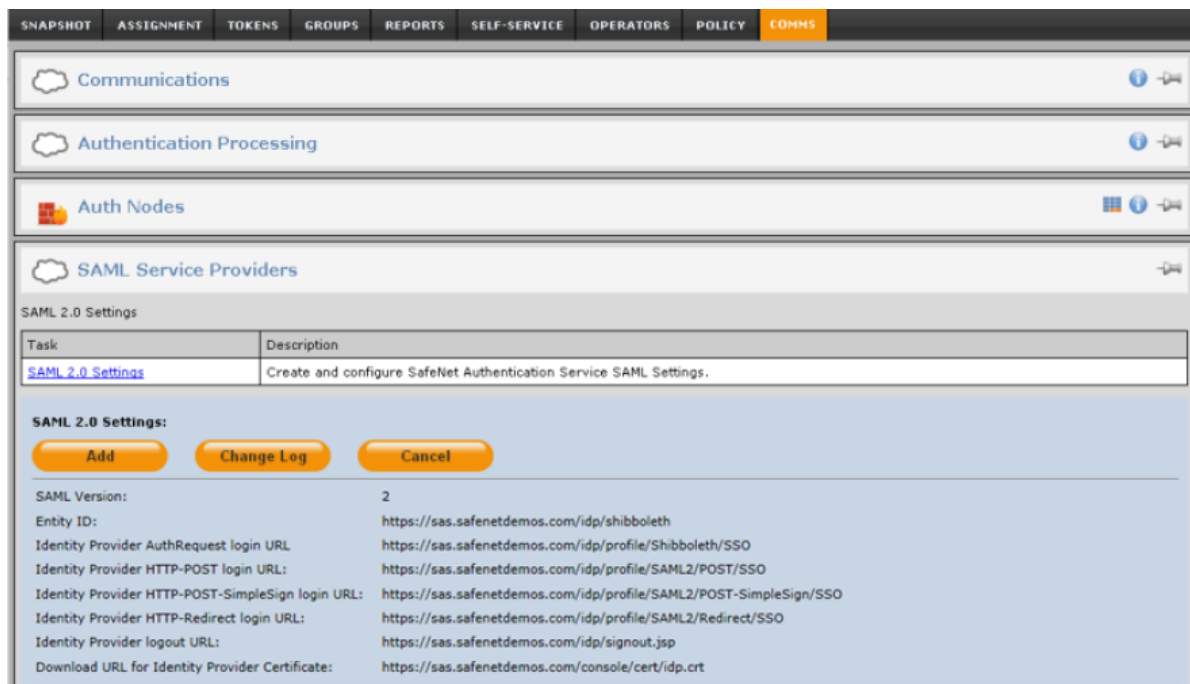 SNAPSHOT ASSIGNMENT TOKENS GROUPS REPORTS SELF-SERVICE OPERATORS POLICY COMMS
Communications
Authentication Processing
Auth Nodes
SAML Service Providers
SAML 2.0 Settings
Task Description
SAML 2.0 Settings Create and configure SafeNet Authentication Service SAML Settings.
SAML 2.0 Settings:
Add Change Log Cancel
SAML Version: 2
Entity ID: https://sas.safenetdemos.com/idp/shibboleth
Identity Provider AuthRequest login URL https://sas.safenetdemos.com/idp/profile/Shibboleth/SSO
Identity Provider HTTP-POST login URL: https://sas.safenetdemos.com/idp/profile/SAML2/POST/SSO
Identity Provider HTTP-POST-SimpleSign login URL: https://sas.safenetdemos.com/idp/profile/SAML2/POST-SimpleSign/SSO
Identity Provider HTTP-Redirect login URL: https://sas.safenetdemos.com/idp/profile/SAML2/Redirect/SSO
Identity Provider logout URL: https://sas.safenetdemos.com/idp/signout.jsp
Download URL for Identity Provider Certificate: https://sas.safenetdemos.com/console/cert/idp.crt